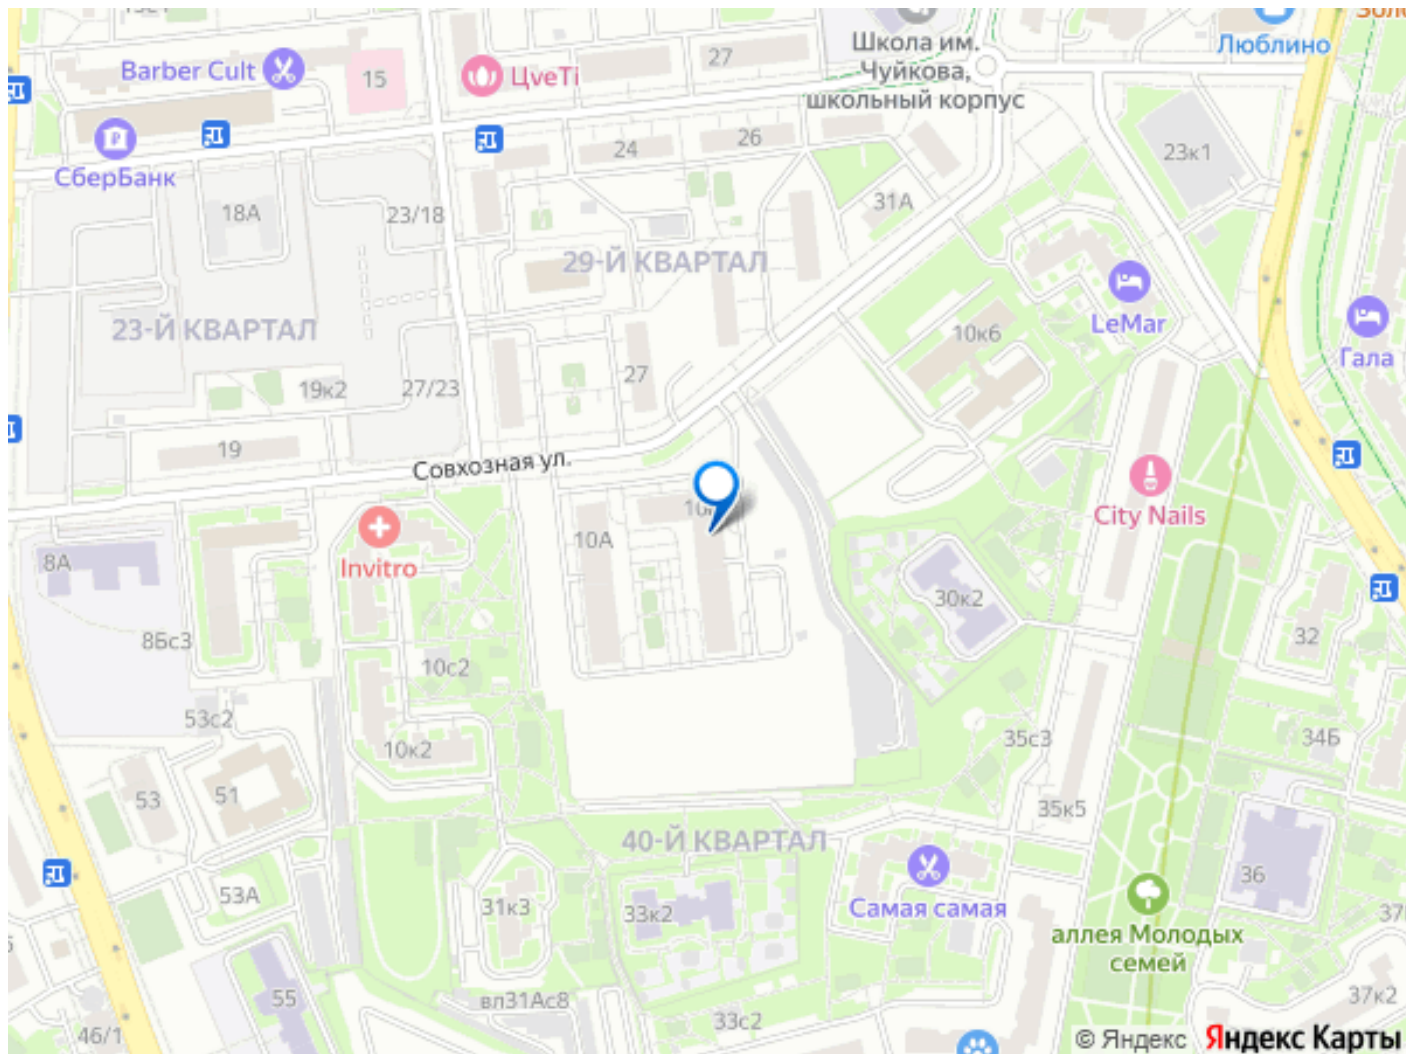 Barber Cult
15
ЦveTi
27
Школа им.
Чуйкова,
школьный корпус
Люблино
СберБанк
24
26
23к1
18А
23/18
31А
29-Й КВАРТАЛ
LeMar
23-Й КВАРТАЛ
10к6
Гала
19к2
27/23
27
19
Совхозная ул.
City Nails
10А
Invitro
8А
30к2
8Бс3
10с2
32
53с2
10к2
35с3
34Б
53
51
35к5
40-Й КВАРТАЛ
36
53А
31к3
33к2
Самая самая
аллея Молодых
семей
55
вл31Ас8
33с2
37к2
46/1
© Яндекс
Яндекс Карты